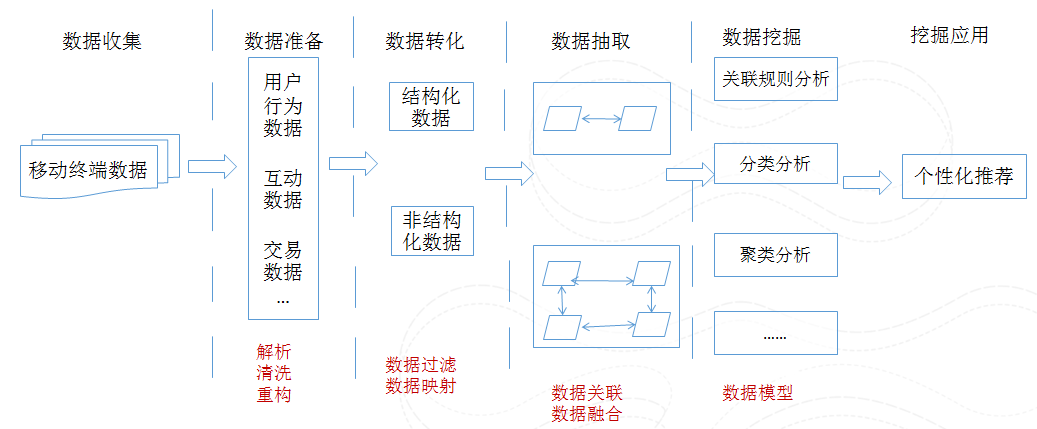 数据收集
数据准备
数据转化
数据抽取
数据挖掘
挖掘应用
移动终端数据
用户
行为
数据
互动
数据
交易
数据
...
解析
清洗
重构
结构化
数据
非结构
化数据
数据过滤
数据映射
数据关联
数据融合
关联规则分析
分类分析
聚类分析
……
数据模型
个性化推荐